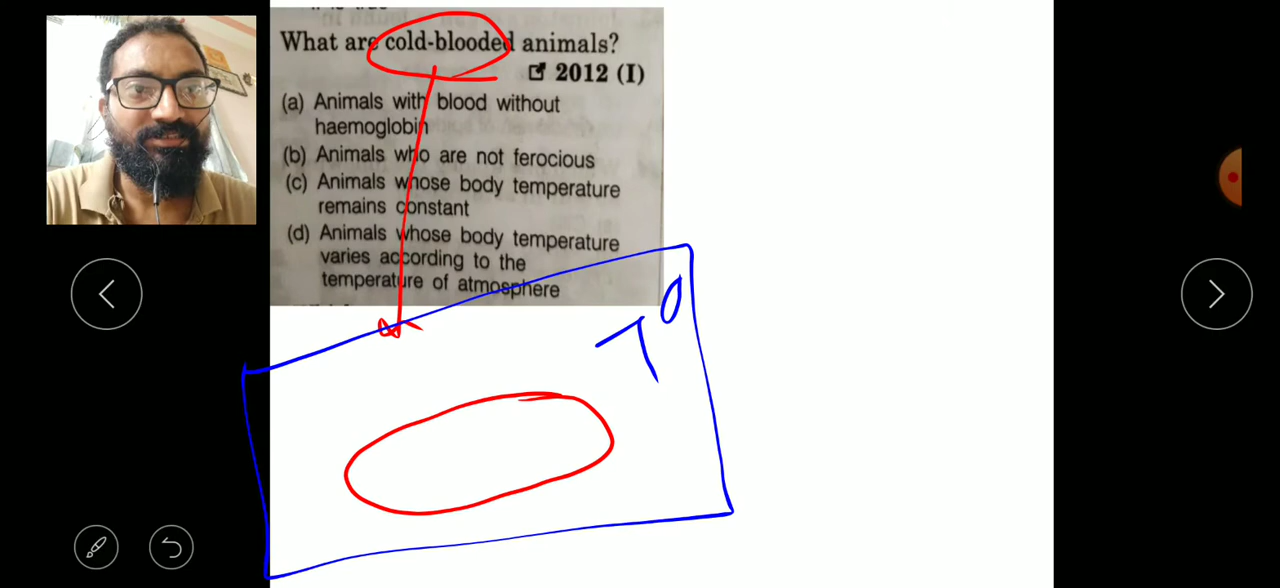 What are cold-blooded animals?
2012 (I)
(a) Animals with blood without
haemoglobin
(b) Animals who are not ferocious
(c) Animals whose body temperature
remains constant
(d) Animals whose body temperature
varies according to the
temperature of atmosphere
T°